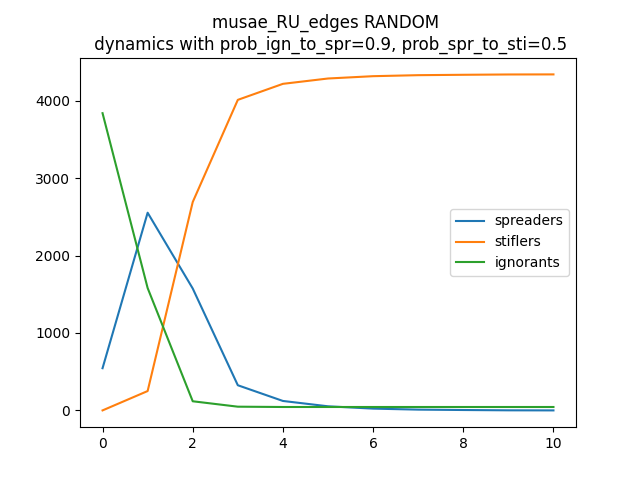 musae_RU_edges RANDOM
dynamics with prob_ign_to_spr=0.9, prob_spr_to_sti=0.5
4000
3000
2000
1000
0
spreaders
stiflers
ignorants
0 2 4 6 8 10